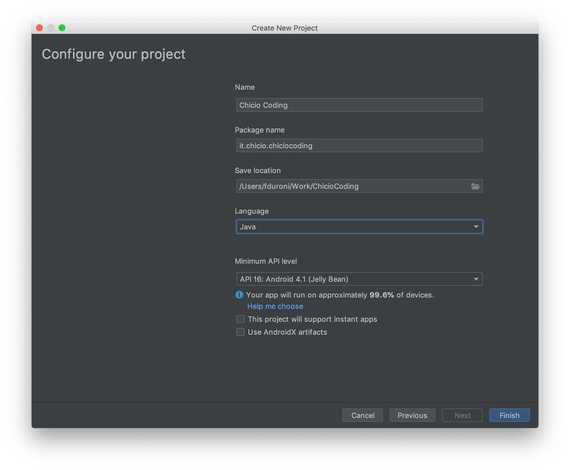 Create New Project
Configure your project
Name
Chicio Coding
Package name
it.chicio.chiciocoding
Save location
/Users/fduroni/Work/ChicioCoding
Language
Java
Minimum API level
API 16: Android 4.1 (Jelly Bean)
Your app will run on approximately 99.6% of devices.
Help me choose
This project will support instant apps
Use AndroidX artifacts
Cancel Previous Next Finish